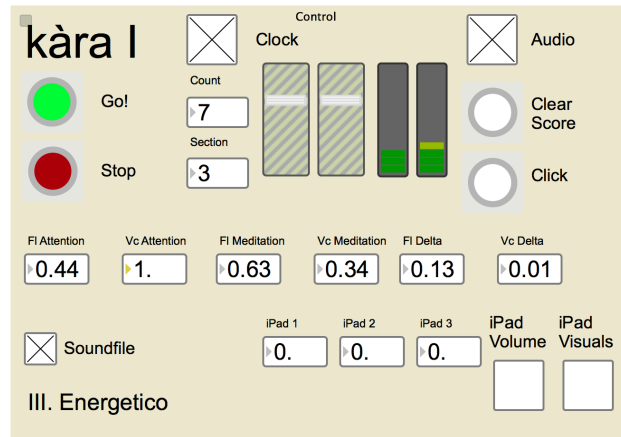 Control
kàra I
Clock
Audio
Go!
Count
7
Clear
Score
Section
3
Stop
Click
Fl Attention
Vc Attention
Fl Meditation
Vc Meditation
Fl Delta
Vc Delta
0.44
1.
0.63
0.34
0.13
0.01
iPad 1
iPad 2
iPad 3
iPad
Volume
iPad
Visuals
Soundfile
0.
0.
0.
III. Energetico